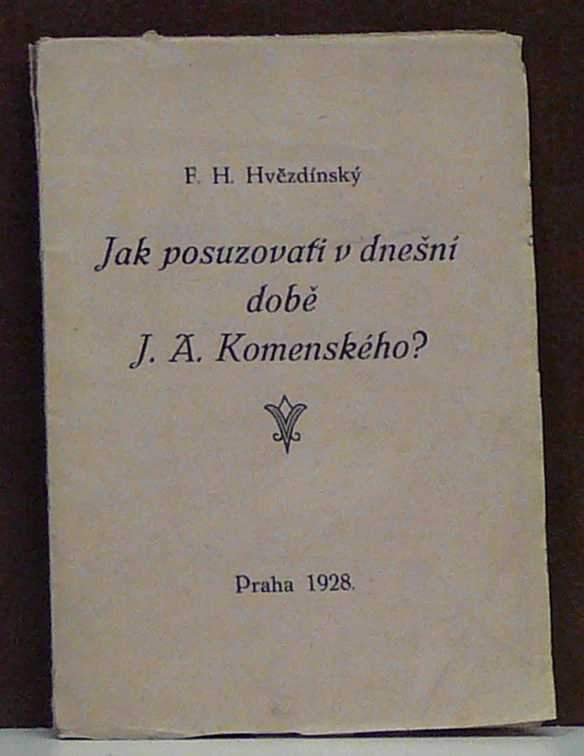 F. H. Hvězdínský
Jak posuzovati v dnešní
době
J. A. Komenského?
Praha 1928.